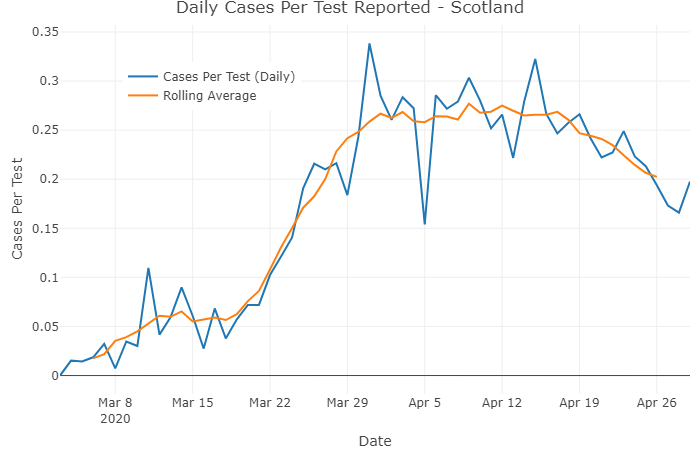 Daily Cases Per Test Reported - Scotland
0.35
0.3
0.25
0.2
0.15
0.1
0.05
0
Cases Per Test
Cases Per Test (Daily)
Rolling Average
Mar 8
2020
Mar 15
Mar 22
Mar 29
Apr 5
Apr 12
Apr 19
Apr 26
Date